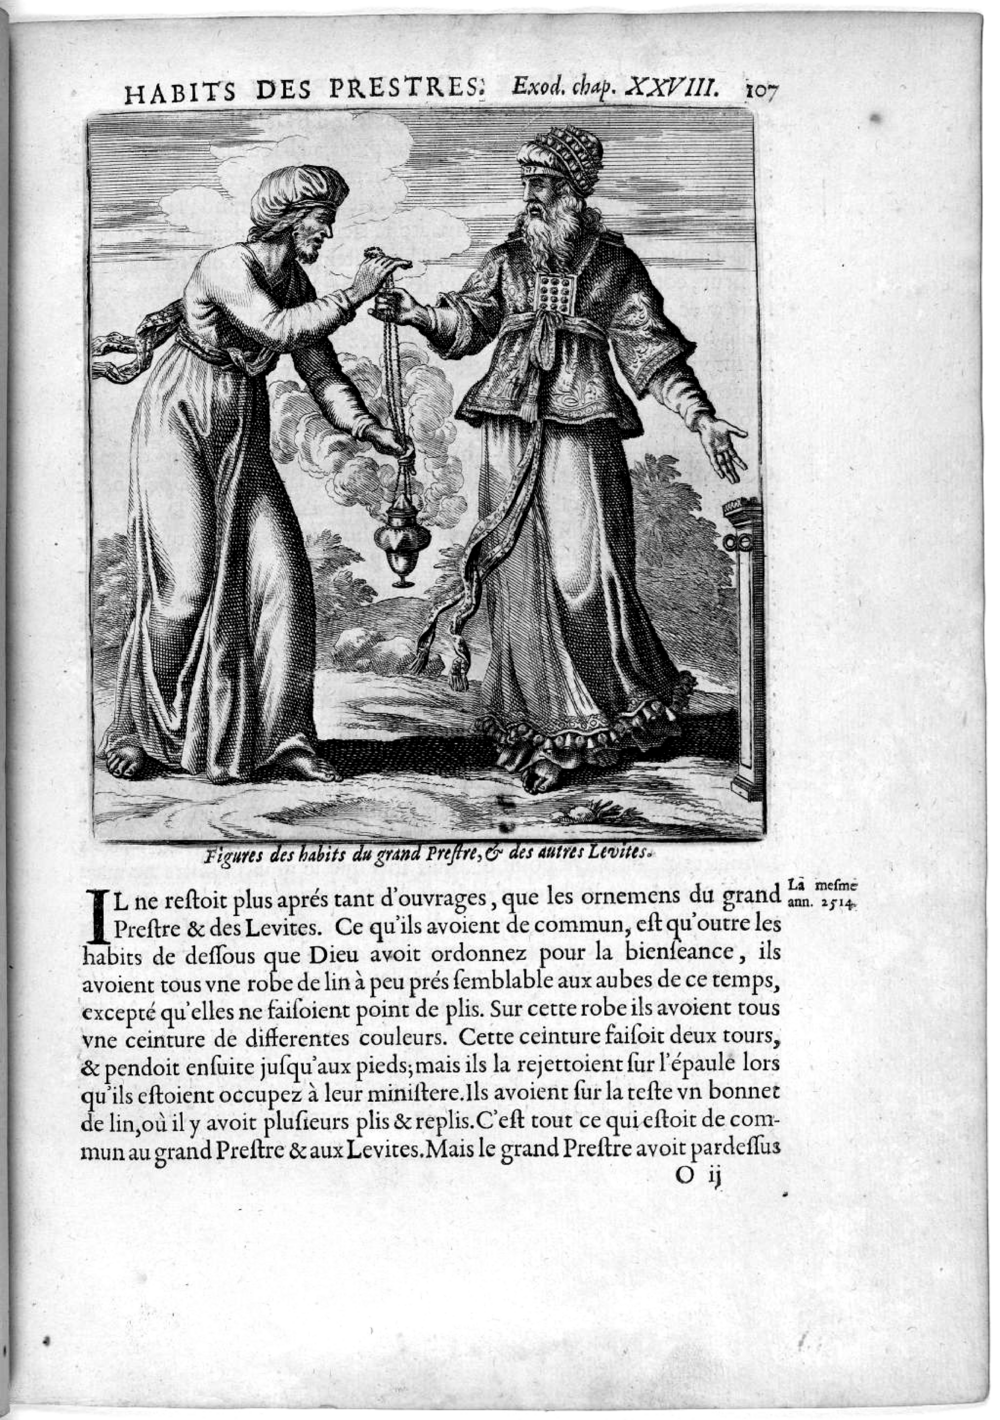 HABITS DES PRESTRES. Exod. chap. XXVIII. 107
Figures des habits du grand Preſtre, & des autres Levites.
IL ne reſtoit plus aprés tant d'ouvrages, que les ornemens du grand
La meſme
ann. 2514.
Preſtre & des Levites. Ce qu'ils avoient de commun, eſt qu'outre les
habits de deſſous que Dieu avoit ordonnez pour la bienſeance, ils
avoient tous vne robe de lin à peu prés ſemblable aux aubes de ce temps,
excepté qu'elles ne faiſoient point de plis. Sur cette robe ils avoient tous
vne ceinture de differentes couleurs. Cette ceinture faiſoit deux tours,
& pendoit enſuite juſqu'aux pieds; mais ils la rejettoient ſur l'épaule lors
qu'ils eſtoient occupez à leur miniſtere. Ils avoient ſur la teſte vn bonnet
de lin, où il y avoit pluſieurs plis & replis. C'eſt tout ce qui eſtoit de com-
mun au grand Preſtre & aux Levites. Mais le grand Preſtre avoit pardeſſus
O ij